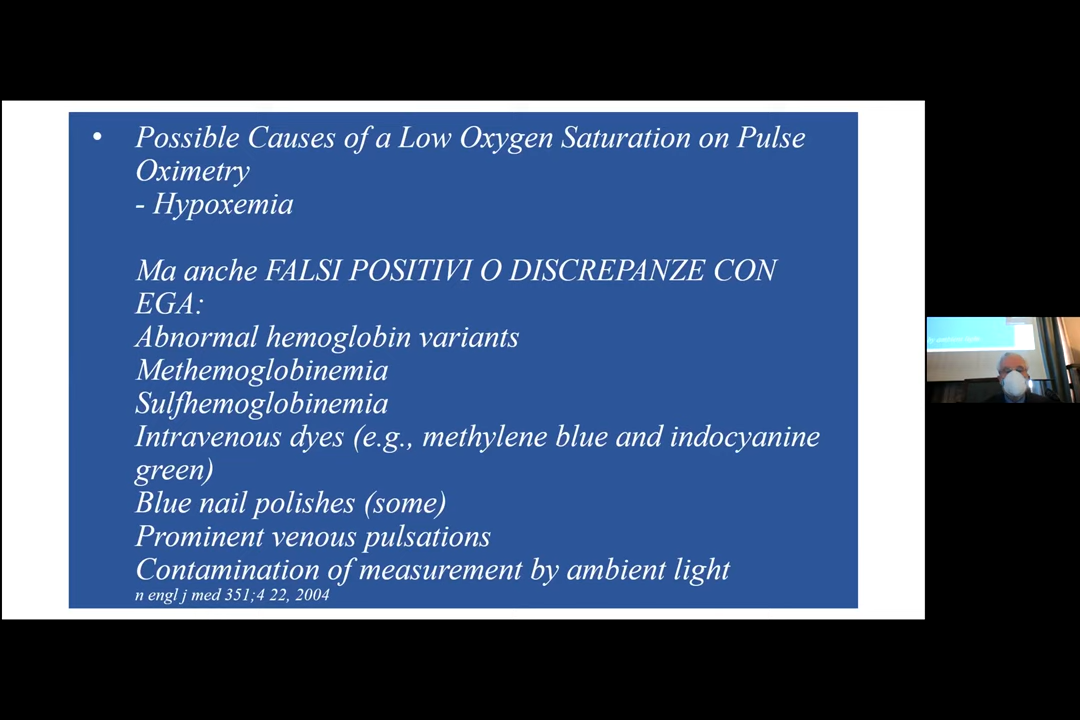 • Possible Causes of a Low Oxygen Saturation on Pulse
Oximetry
- Hypoxemia
Ma anche FALSI POSITIVI O DISCREPANZE CON
EGA:
Abnormal hemoglobin variants
Methemoglobinemia
Sulfhemoglobinemia
Intravenous dyes (e.g., methylene blue and indocyanine
green)
Blue nail polishes (some)
Prominent venous pulsations
Contamination of measurement by ambient light
n engl j med 351;4 22, 2004